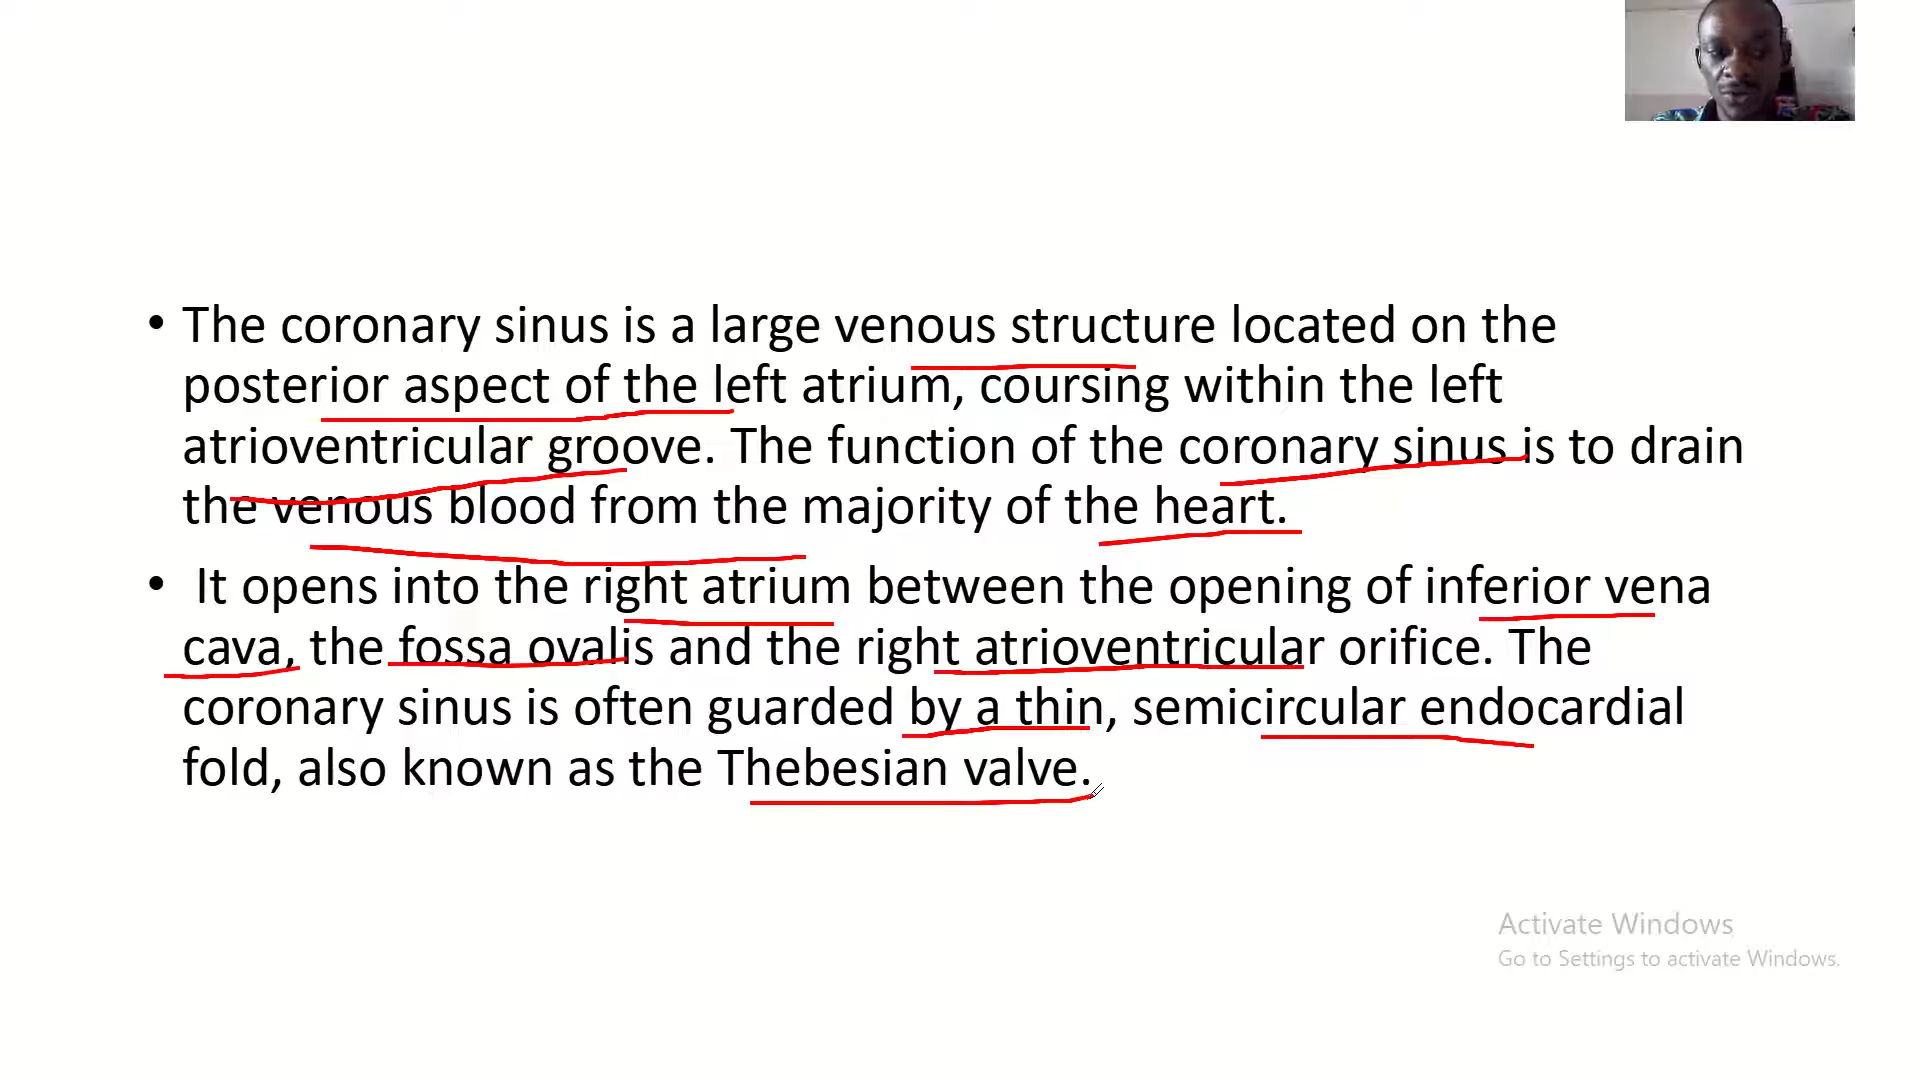 • The coronary sinus is a large venous structure located on the
posterior aspect of the left atrium, coursing within the left
atrioventricular groove. The function of the coronary sinus is to drain
the venous blood from the majority of the heart.
• It opens into the right atrium between the opening of inferior vena
cava, the fossa ovalis and the right atrioventricular orifice. The
coronary sinus is often guarded by a thin, semicircular endocardial
fold, also known as the Thebesian valve.
Activate Windows
Go to Settings to activate Windows.